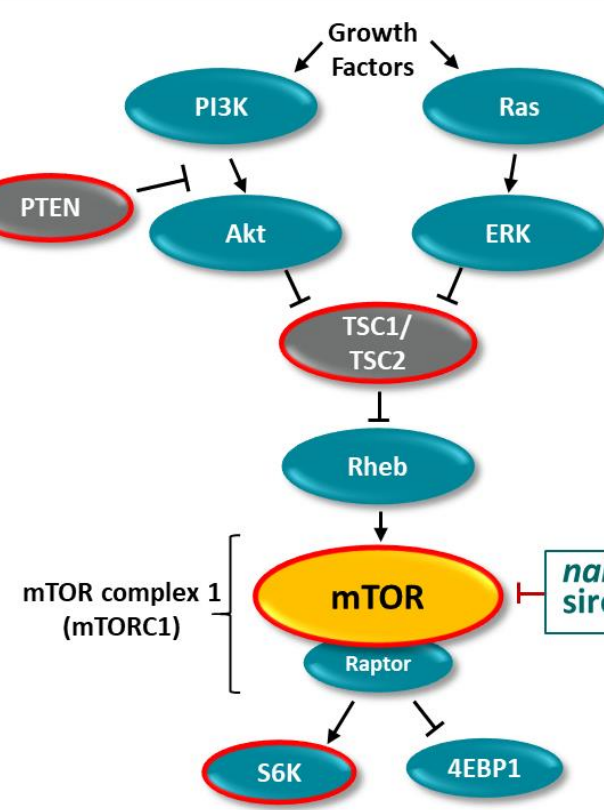 Growth
Factors
PI3K
Ras
PTEN
Akt
ERK
TSC1/
TSC2
Rheb
mTOR complex 1
(mTORC1)
mTOR
Raptor
S6K
4EBP1